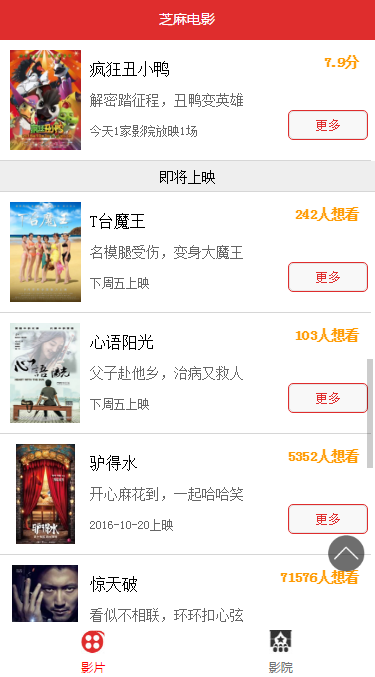 芝麻电影
疯狂丑小鸭
7.9分
解密踏征程，丑鸭变英雄
今天1家影院放映1场
更多
即将上映
T台魔王
242人想看
名模腿受伤，变身大魔王
下周五上映
更多
心语阳光
103人想看
父子赴他乡，治病又救人
下周五上映
更多
驴得水
5352人想看
开心麻花到，一起哈哈笑
2016-10-20上映
更多
惊天破
71576人想看
看似不相联，环环扣心弦
影片
影院